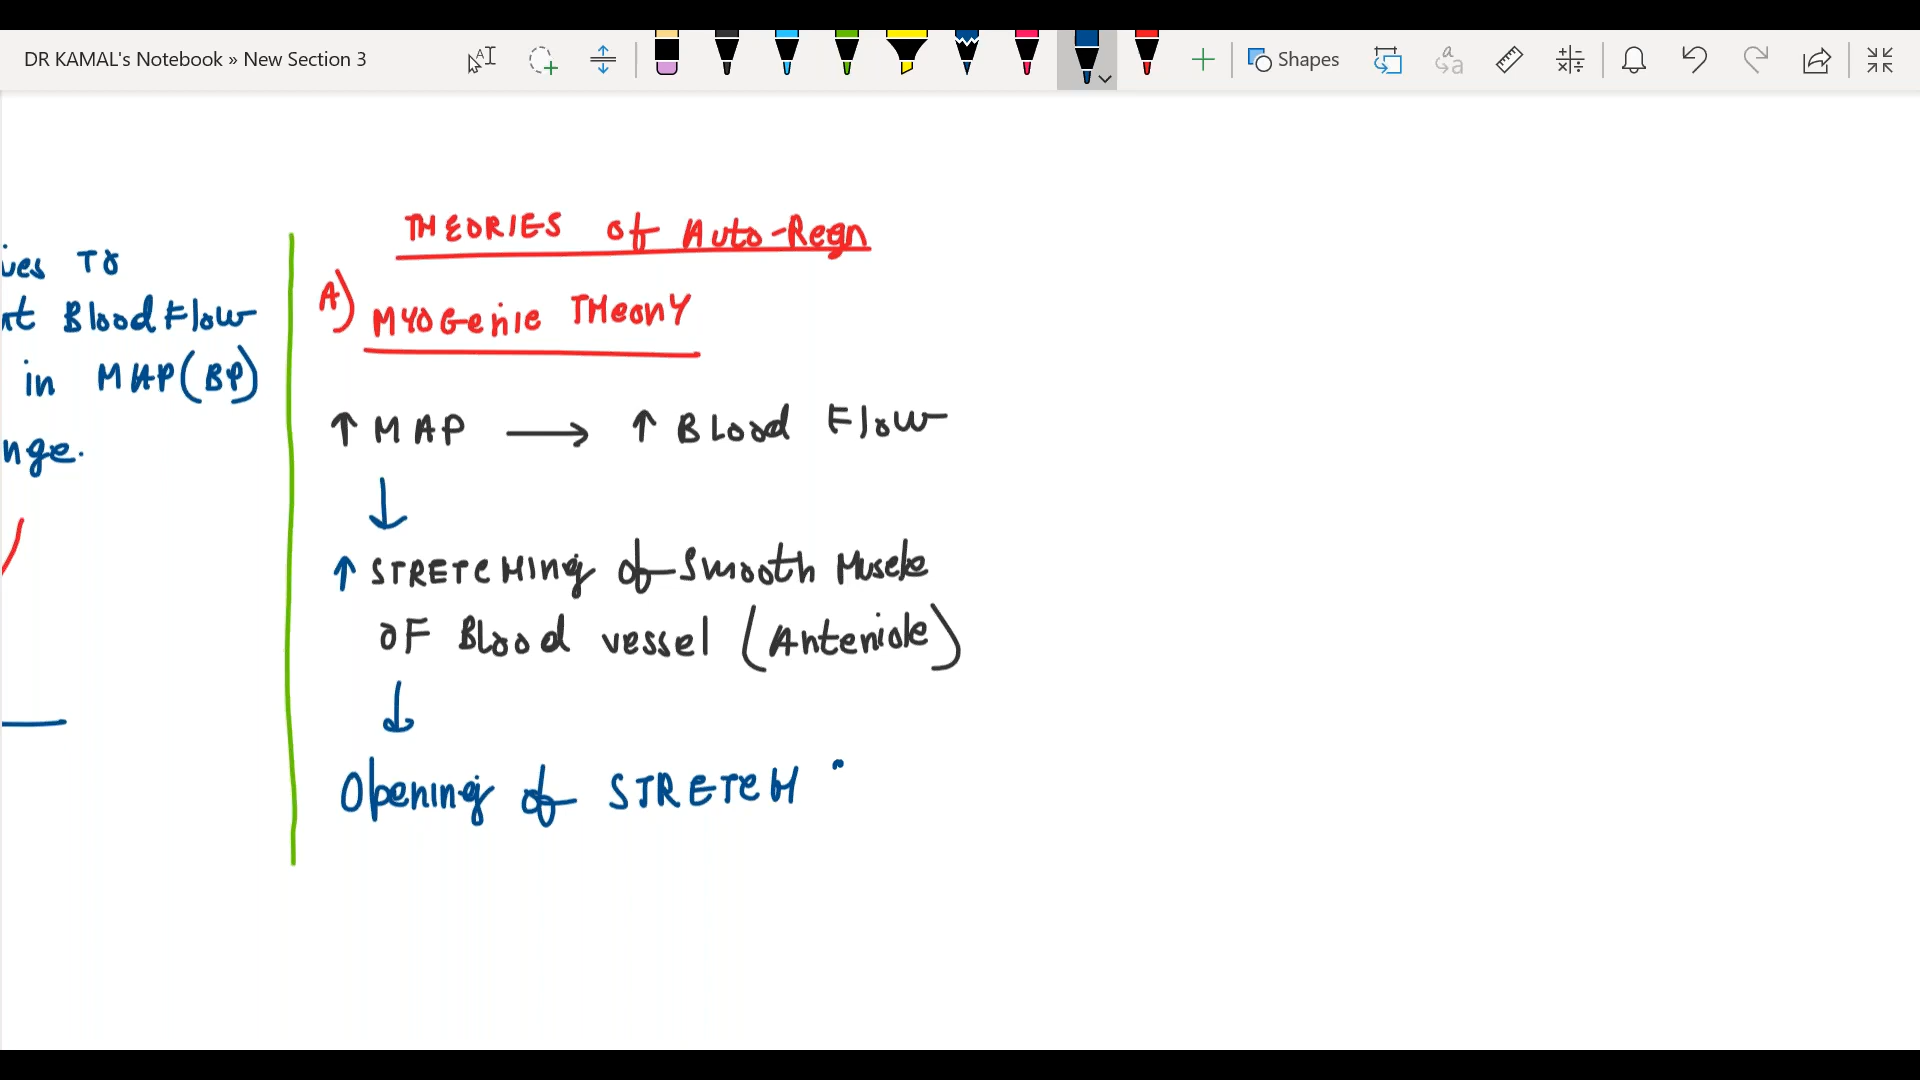 DR KAMAL's Notebook » New Section 3
Shapes
THEORIES of Auto-Regn
A) MYOGenic THeorY
ues TO
nt Blood Flow
in MAP(BP)
nge.
↑ MAP ⟶ ↑ Blood Flow
↓
↑ STRETCHing of Smooth Muscle
OF Blood vessel (Arteriole)
↓
Opening of STRETCH